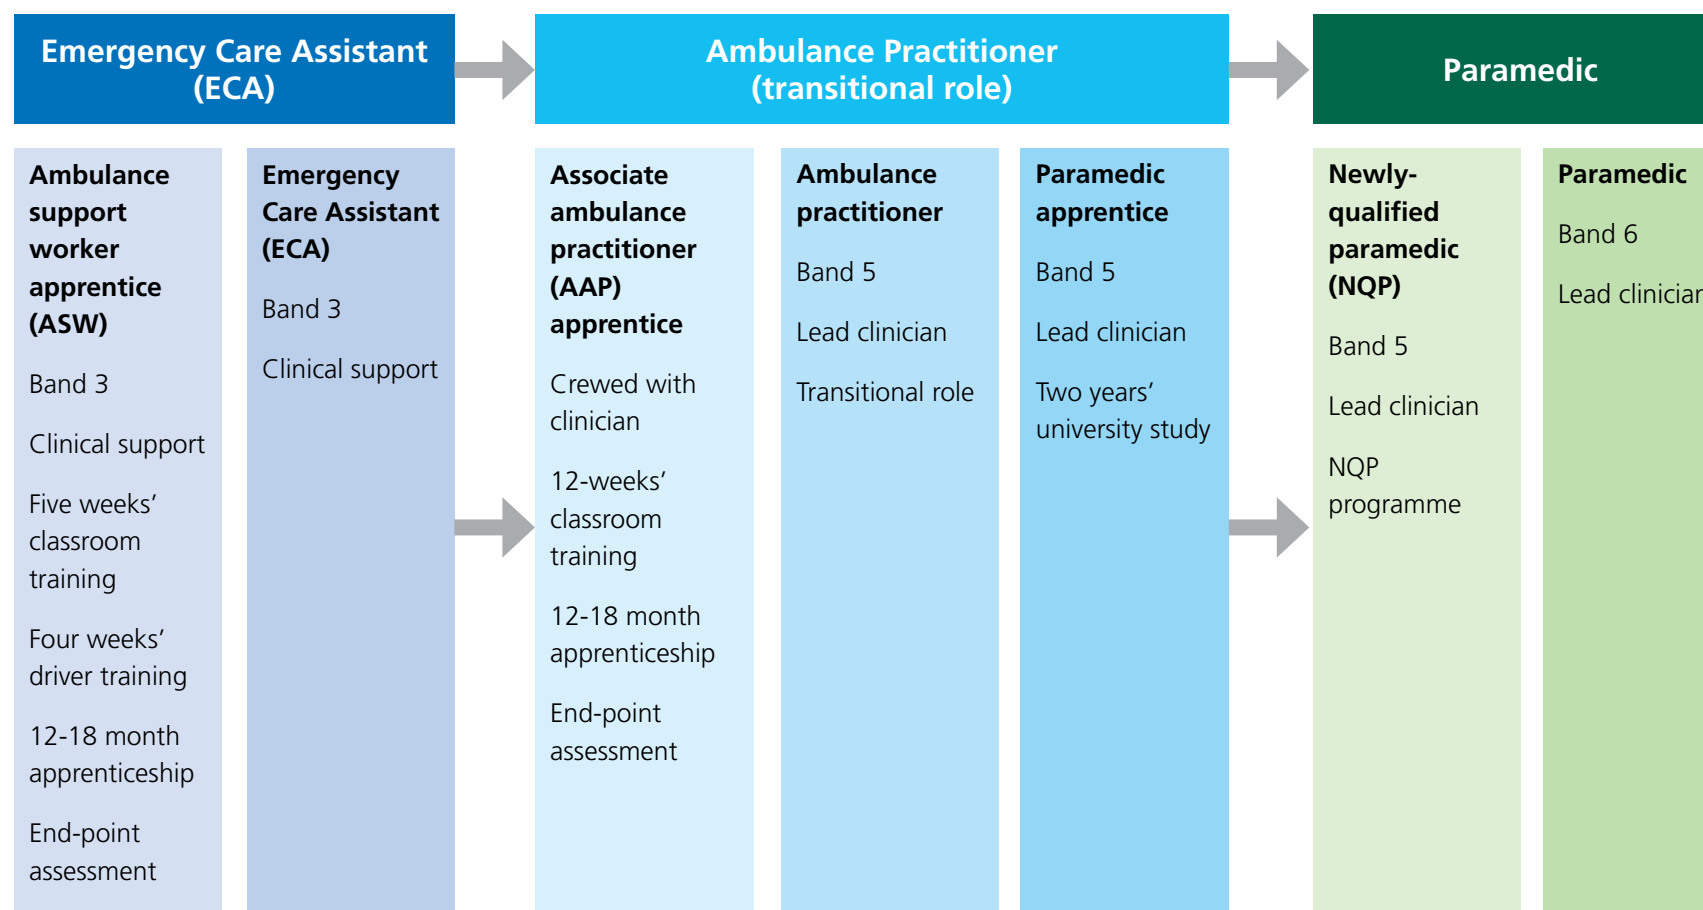 Emergency Care Assistant
(ECA)
Ambulance Practitioner
(transitional role)
Paramedic
Ambulance
support
worker
apprentice
(ASW)
Band 3
Clinical support
Five weeks’
classroom
training
Four weeks’
driver training
12-18 month
apprenticeship
End-point
assessment
Emergency
Care Assistant
(ECA)
Band 3
Clinical support
Associate
ambulance
practitioner
(AAP)
apprentice
Crewed with
clinician
12-weeks’
classroom
training
12-18 month
apprenticeship
End-point
assessment
Ambulance
practitioner
Band 5
Lead clinician
Transitional role
Paramedic
apprentice
Band 5
Lead clinician
Two years’
university study
Newly-
qualified
paramedic
(NQP)
Band 5
Lead clinician
NQP
programme
Paramedic
Band 6
Lead clinician